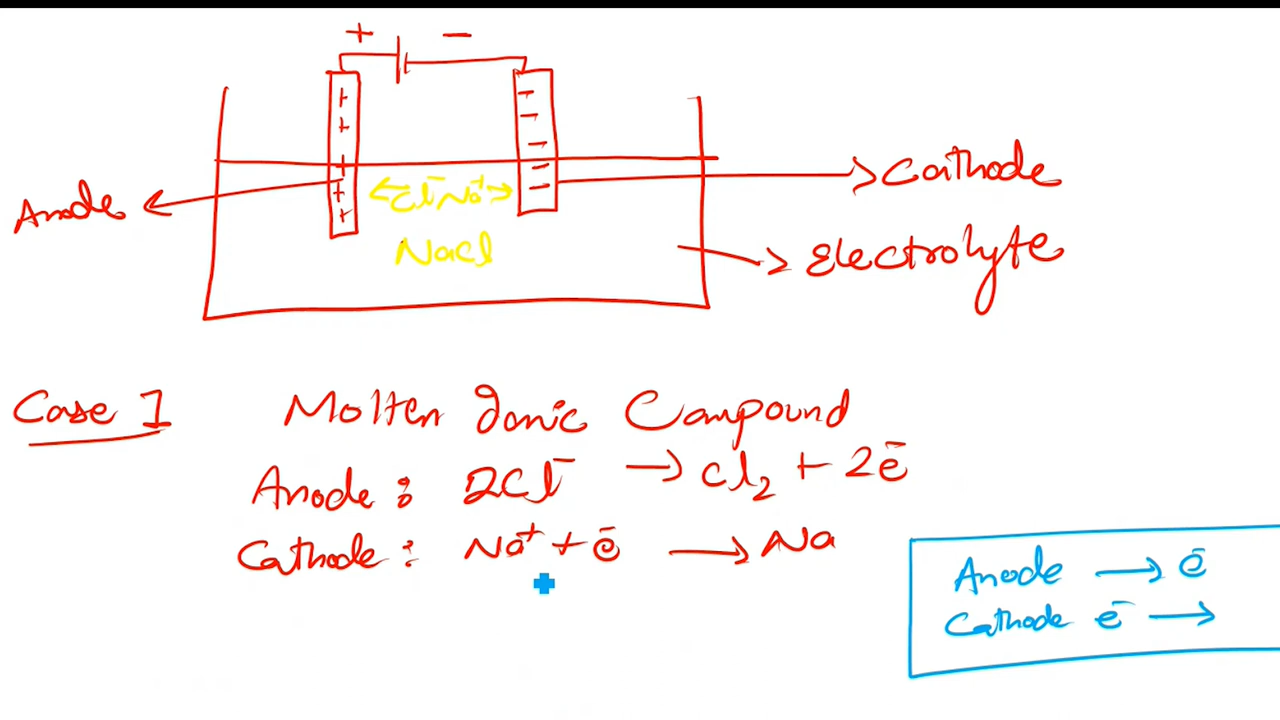 + −
+ −
+ −
+ −
+ −
+ −
Cl⁻ Na⁺
NaCl
Anode
Cathode
Electrolyte
Case I Molten Ionic Compound
Anode : 2Cl⁻ → Cl₂ + 2e⁻
Cathode : Na⁺ + e⁻ → Na
Anode → e⁻
Cathode e⁻ →